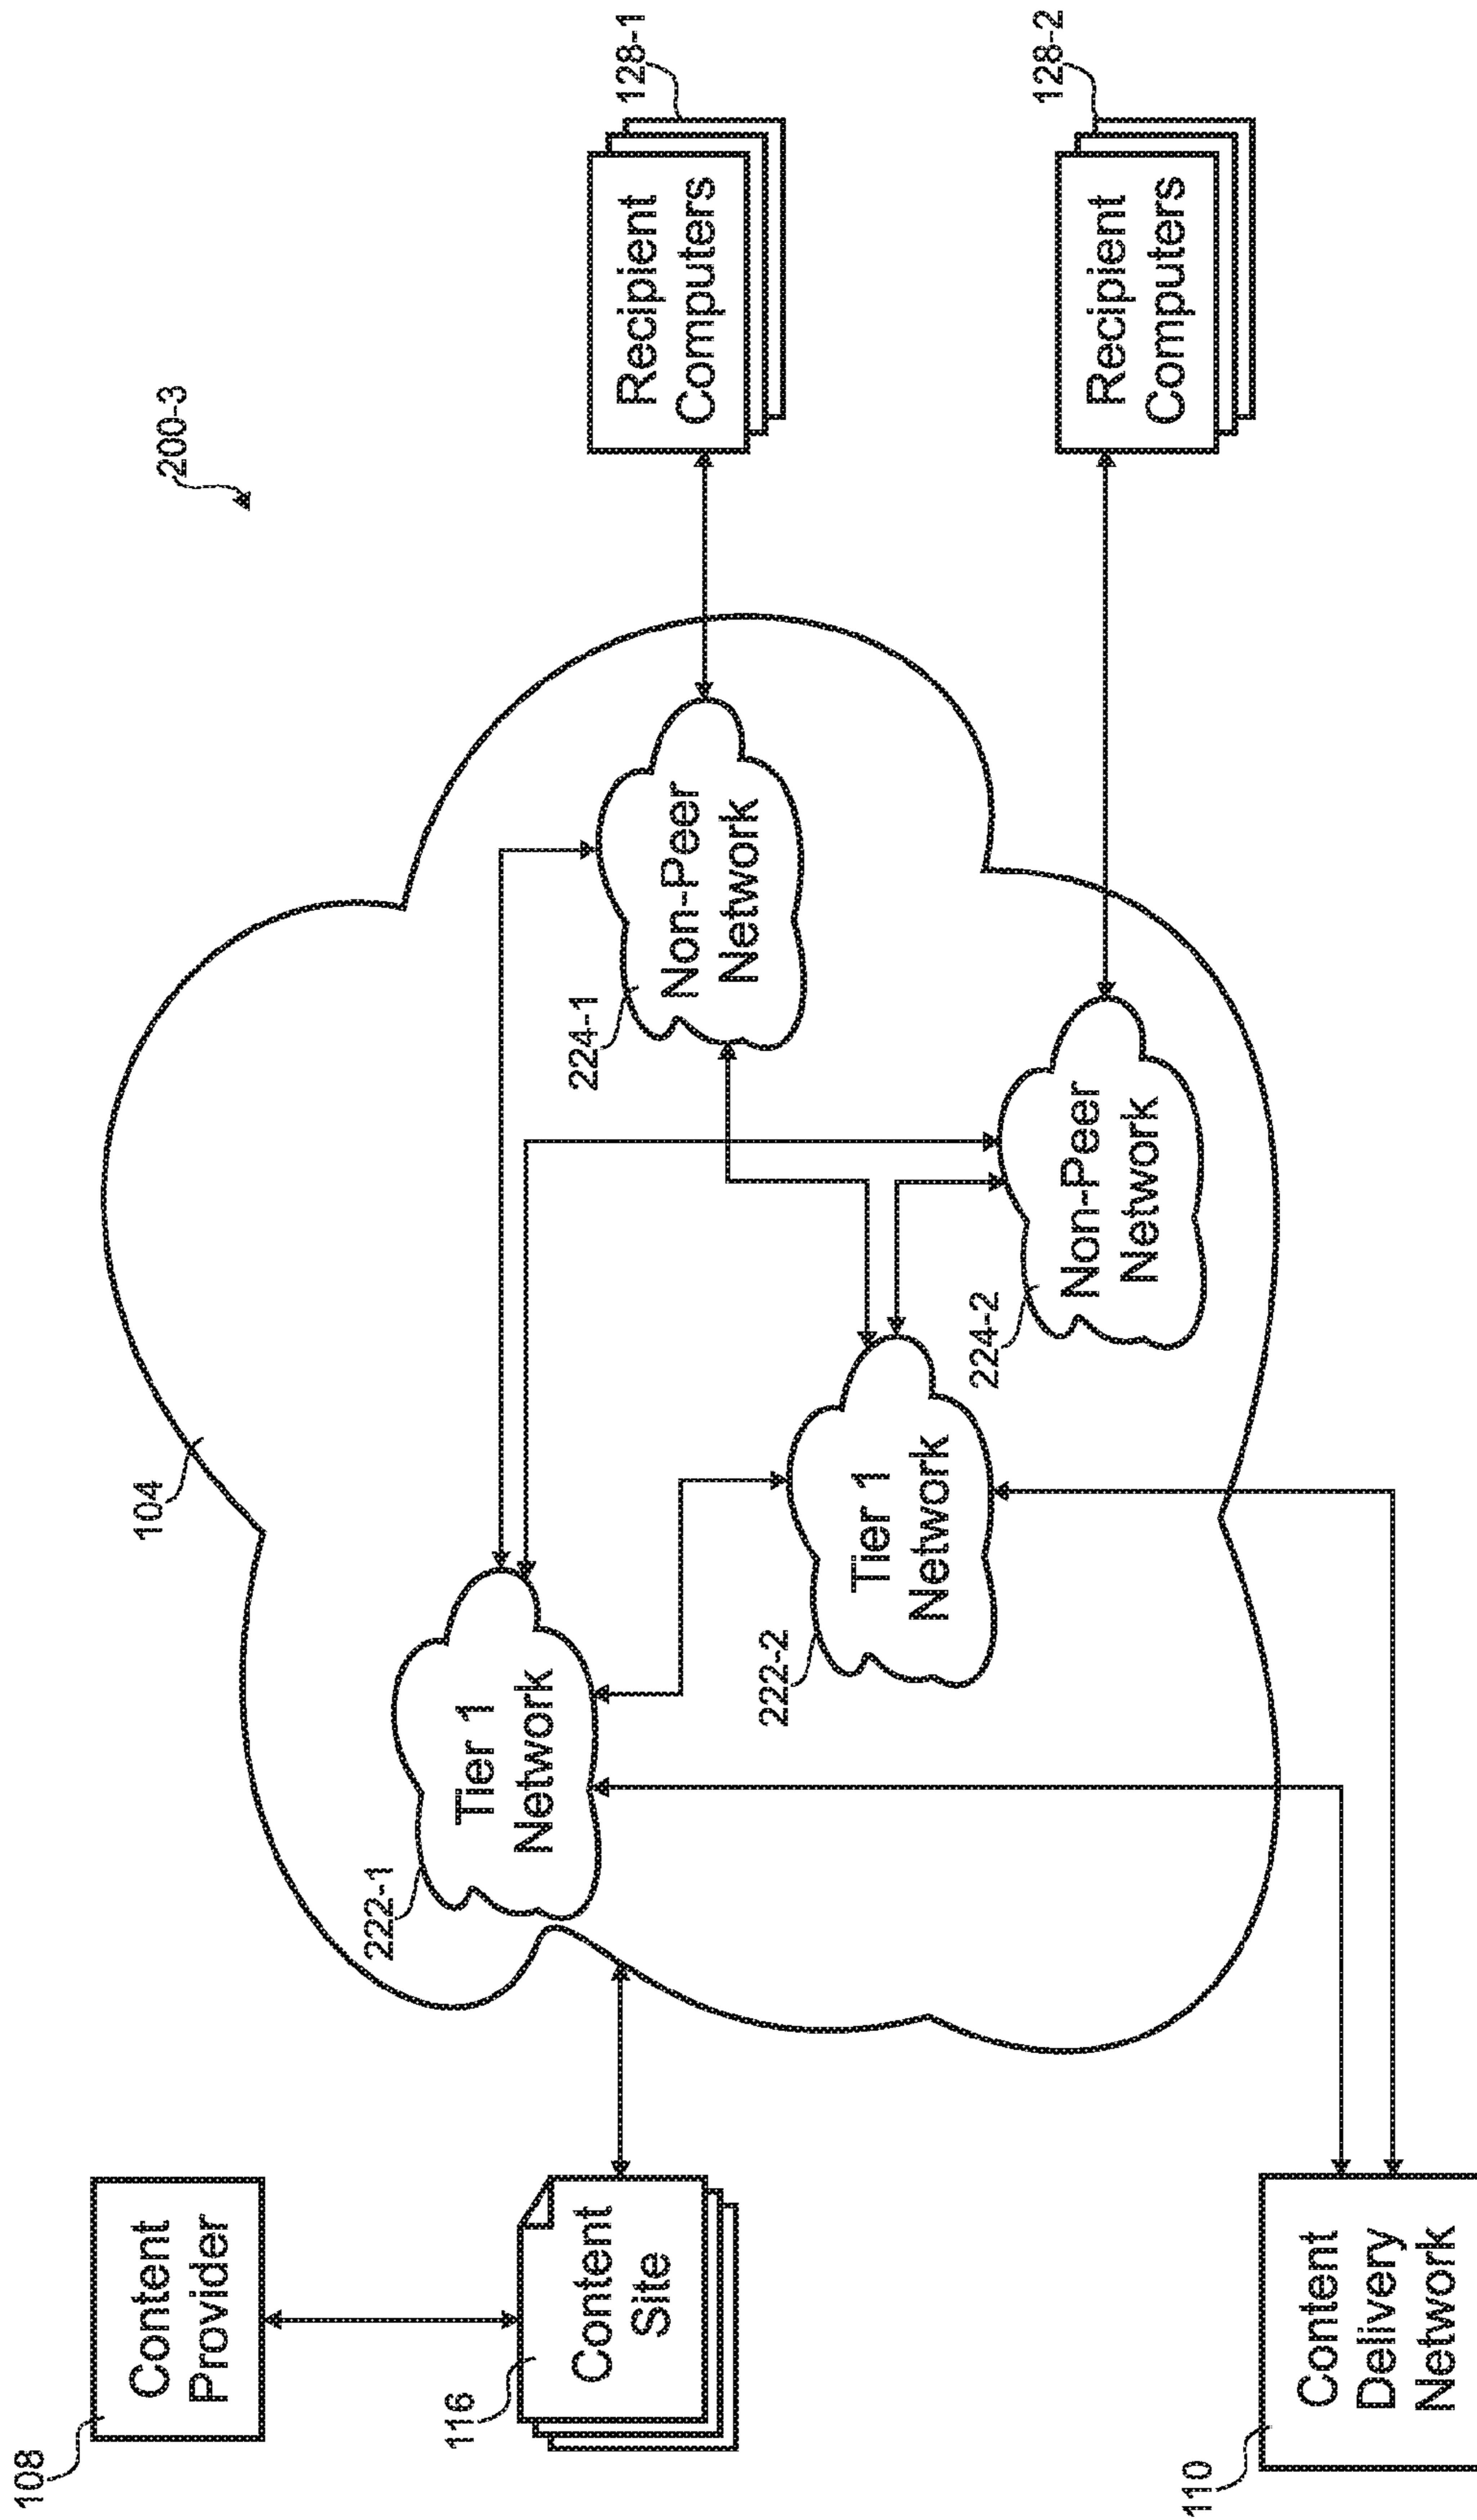 200-3
108
Content
Provider
104
116
Content
Site
222-1
Tier 1
Network
224-1
Non-Peer
Network
128-1
Recipient
Computers
222-2
Tier 1
Network
224-2
Non-Peer
Network
128-2
Recipient
Computers
110
Content
Delivery
Network